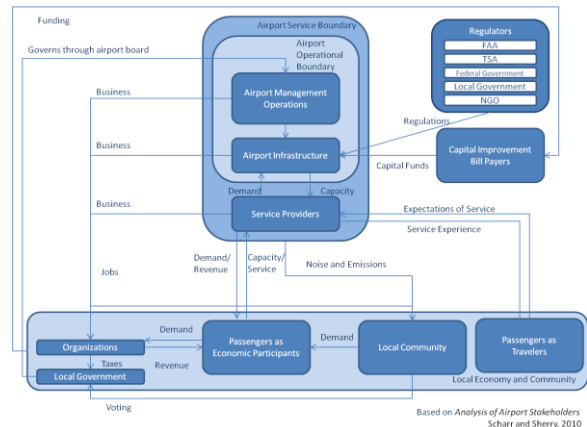 Funding
Airport Service Boundary
Governs through airport board
Airport
Operational
Boundary
Regulators
FAA
TSA
Federal Government
Local Government
NGO
Business
Airport Management
Operations
Regulations
Business
Airport Infrastructure
Capital Improvement
Bill Payers
Capital Funds
Demand
Capacity
Business
Service Providers
Expectations of Service
Service Experience
Demand/
Revenue
Capacity/
Service
Noise and Emissions
Jobs
Demand
Organizations
Passengers as
Economic Participants
Demand
Local Community
Passengers as
Travelers
Taxes
Revenue
Local Government
Local Economy and Community
Voting
Based on Analysis of Airport Stakeholders
Scharr and Sherry, 2010